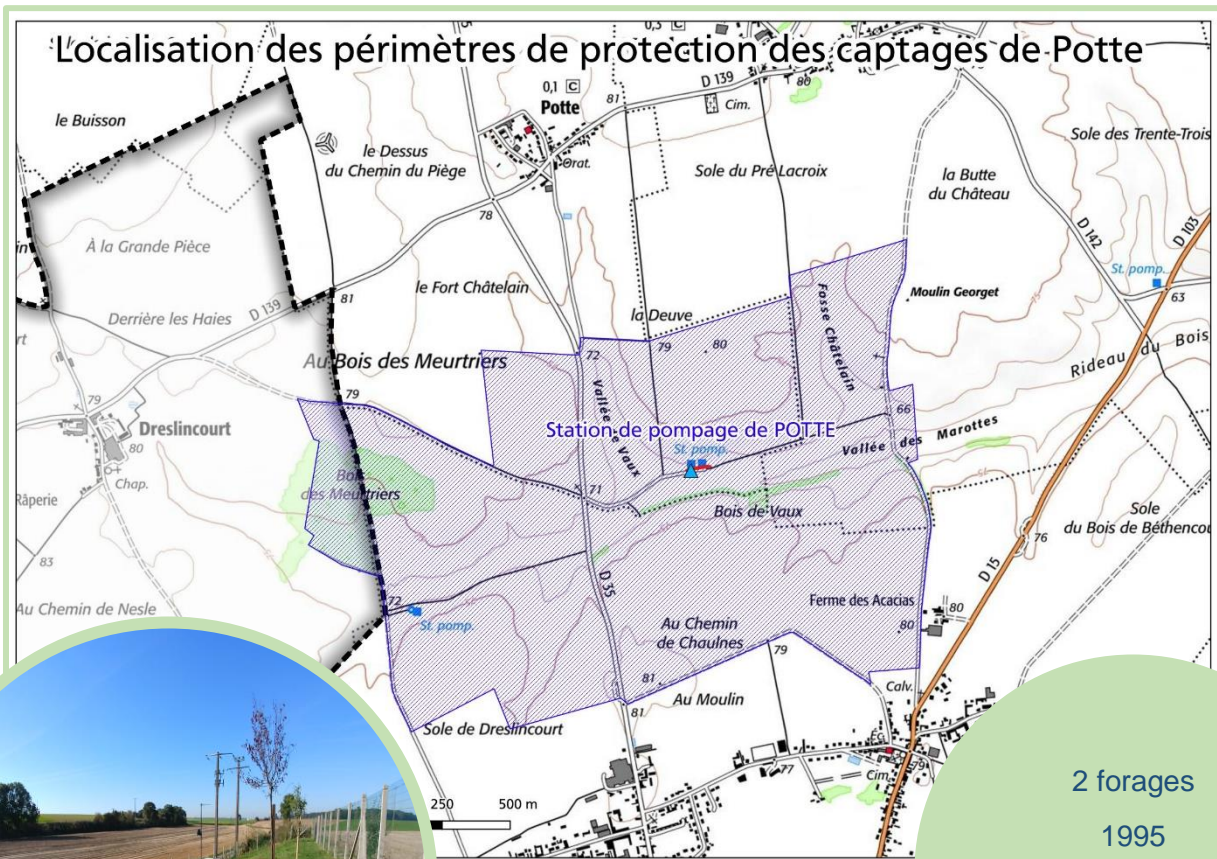 Localisation des périmètres de protection des captages de Potte
0,1 C
Potte
81
D 139
Cim.
80
le Buisson
le Dessus
du Chemin du Piège
Orat.
Sole du Pré Lacroix
Sole des Trente-Trois
la Butte
du Château
D 142
D 103
78
À la Grande Pièce
St. pomp.
63
le Fort Châtelain
81
D 139
Derrière les Haies
Fosse Châtelain
Moulin Georget
75
la Deuve
Rideau du Bois
Au Bois des Meurtriers
72
79
80
79
79
Dreslincourt
80
Vallée de Vaux
66
Station de pompage de POTTE
St. pomp.
Vallée des Marottes
Chap.
Râperie
Bois
des Meurtriers
71
Bois de Vaux
Sole
du Bois de Béthencou
76
83
D 35
D 15
Au Chemin de Nesle
72
St. pomp.
Ferme des Acacias
80
80
Au Chemin
de Chaulnes
79
81
Au Moulin
81
Calv.
Sole de Dreslincourt
77
Cim.
79
250
500 m
2 forages
1995